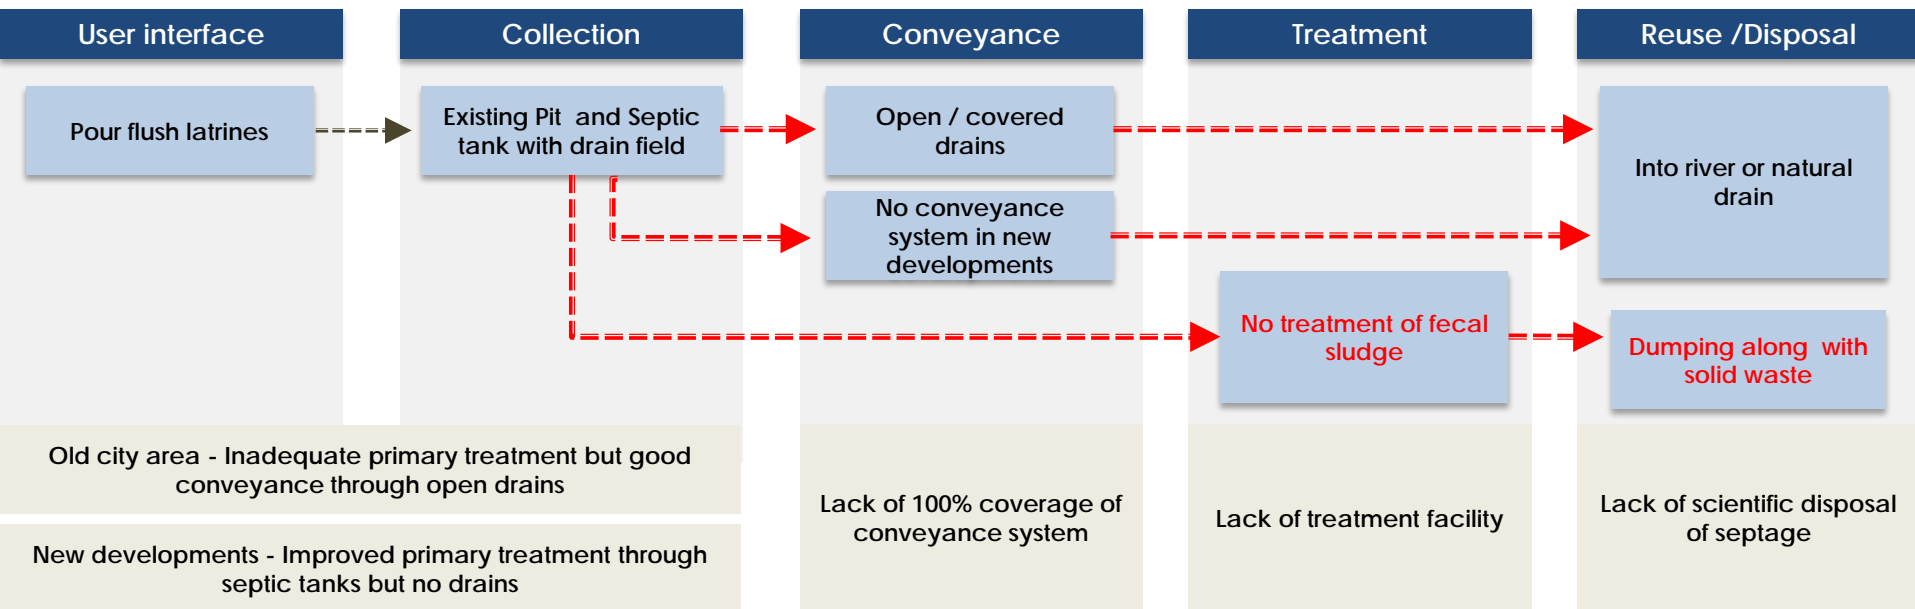 User interface
Collection
Conveyance
Treatment
Reuse /Disposal
Pour flush latrines
Existing Pit and Septic
tank with drain field
Open / covered
drains
No conveyance
system in new
developments
Into river or natural
drain
No treatment of fecal
sludge
Dumping along with
solid waste
Old city area - Inadequate primary treatment but good
conveyance through open drains
New developments - Improved primary treatment through
septic tanks but no drains
Lack of 100% coverage of
conveyance system
Lack of treatment facility
Lack of scientific disposal
of septage